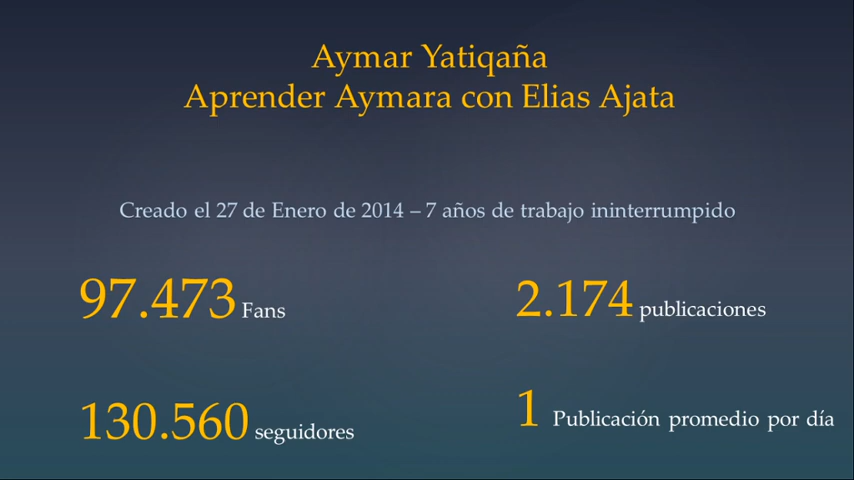 Aymar Yatiqaña
Aprender Aymara con Elias Ajata
Creado el 27 de Enero de 2014 – 7 años de trabajo ininterrumpido
97.473 Fans
2.174 publicaciones
130.560 seguidores
1 Publicación promedio por día